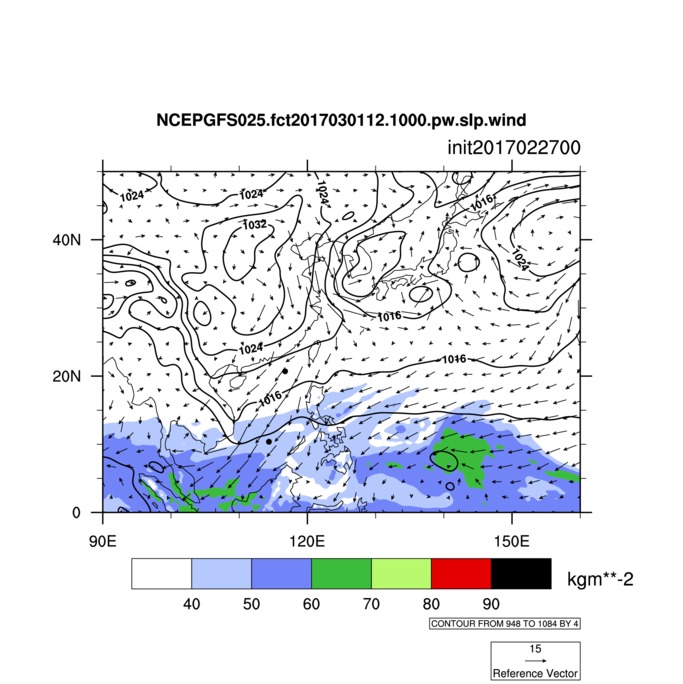 NCEPGFS025.fct2017030112.1000.pw.slp.wind
init2017022700
1024 1024 1024 1016
1032
40N
1024
1016
1024
1016
20N
1016
0
90E 120E 150E
40 50 60 70 80 90
kgm**-2
CONTOUR FROM 948 TO 1084 BY 4
15
Reference Vector